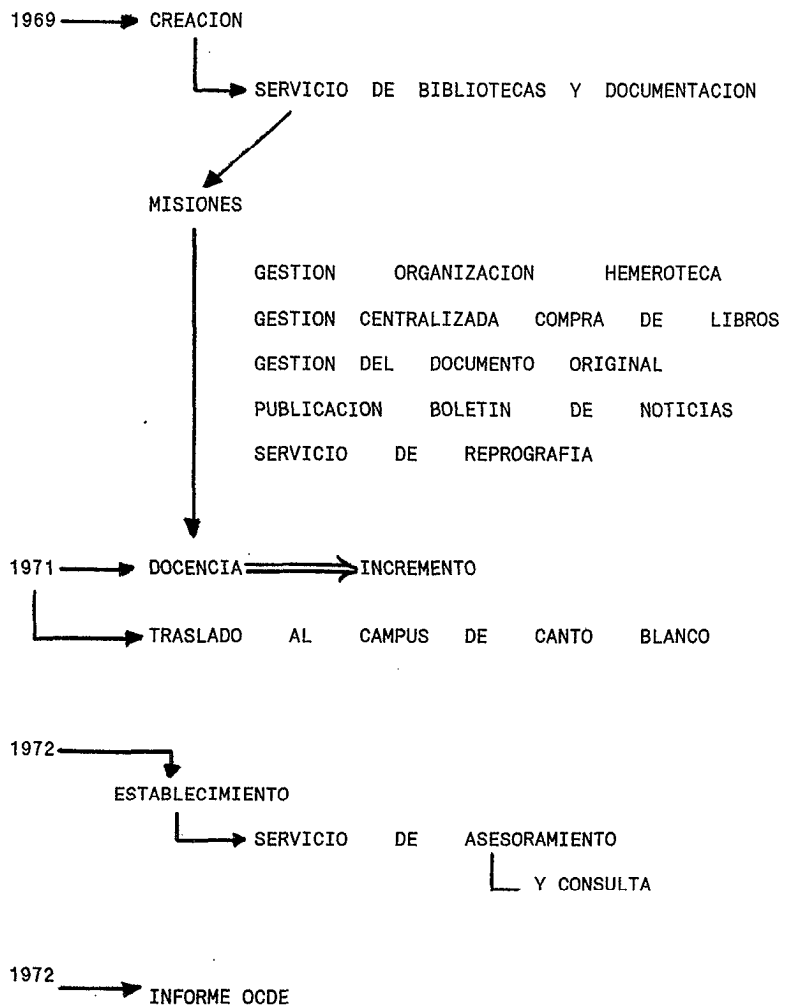 1969 CREACION
SERVICIO DE BIBLIOTECAS Y DOCUMENTACION
MISIONES
GESTION ORGANIZACION HEMEROTECA
GESTION CENTRALIZADA COMPRA DE LIBROS
GESTION DEL DOCUMENTO ORIGINAL
PUBLICACION BOLETIN DE NOTICIAS
SERVICIO DE REPROGRAFIA
1971 DOCENCIA INCREMENTO
TRASLADO AL CAMPUS DE CANTO BLANCO
1972
ESTABLECIMIENTO
SERVICIO DE ASESORAMIENTO
Y CONSULTA
1972 INFORME OCDE